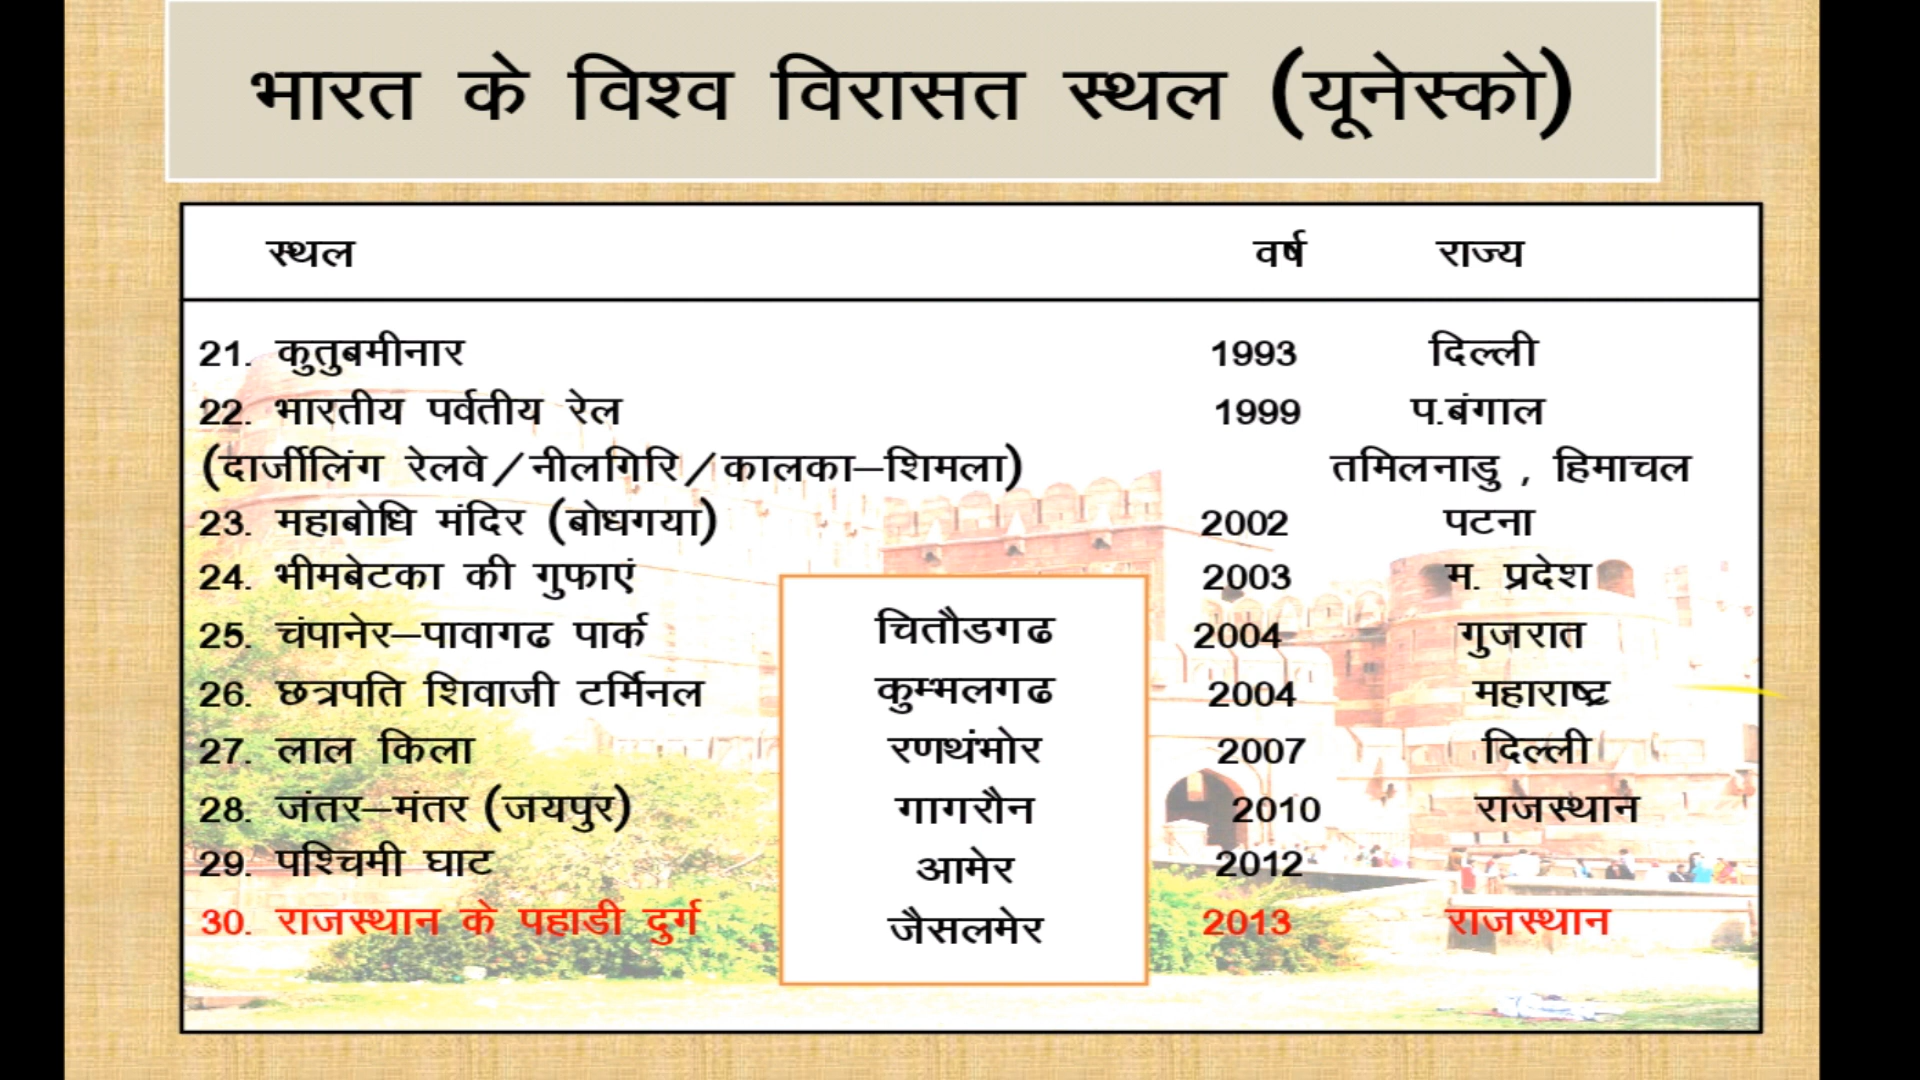 भारत के विश्व विरासत स्थल (यूनेस्को)
स्थल वर्ष राज्य
21. कुतुबमीनार 1993 दिल्ली
22. भारतीय पर्वतीय रेल 1999 प.बंगाल
(दार्जीलिंग रेलवे/नीलगिरि/कालका–शिमला) तमिलनाडु , हिमाचल
23. महाबोधि मंदिर (बोधगया) 2002 पटना
24. भीमबेटका की गुफाएं 2003 म. प्रदेश
25. चंपानेर–पावागढ पार्क 2004 गुजरात
26. छत्रपति शिवाजी टर्मिनल 2004 महाराष्ट्र
27. लाल किला 2007 दिल्ली
28. जंतर–मंतर (जयपुर) 2010 राजस्थान
29. पश्चिमी घाट 2012
30. राजस्थान के पहाडी दुर्ग 2013 राजस्थान
चितौडगढ
कुम्भलगढ
रणथंभोर
गागरौन
आमेर
जैसलमेर